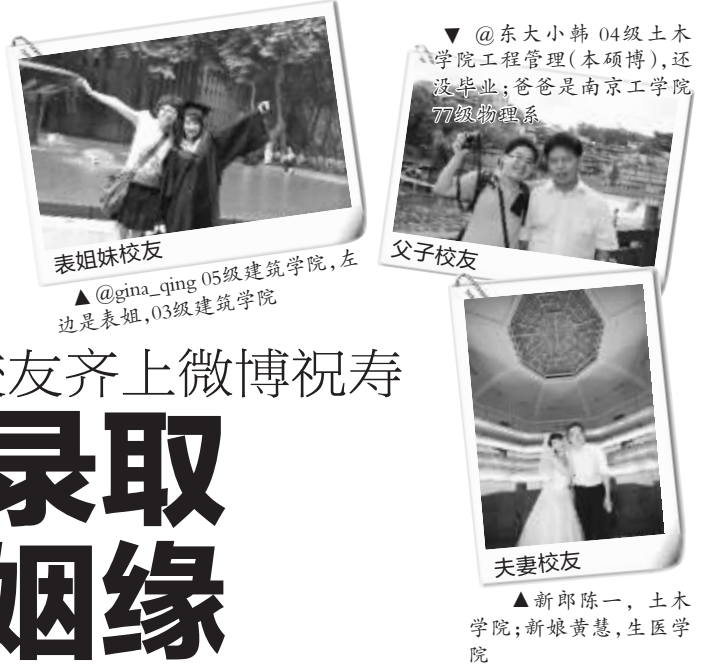 ▼ @东大小韩 04级土木
学院工程管理(本硕博),还
没毕业;爸爸是南京工学院
77级物理系
表姐妹校友
▲ @gina_qing 05级建筑学院,左
边是表姐,03级建筑学院
父子校友
友齐上微博祝寿
录取
姻缘
夫妻校友
▲新郎陈一, 土木
学院;新娘黄慧,生医学
院